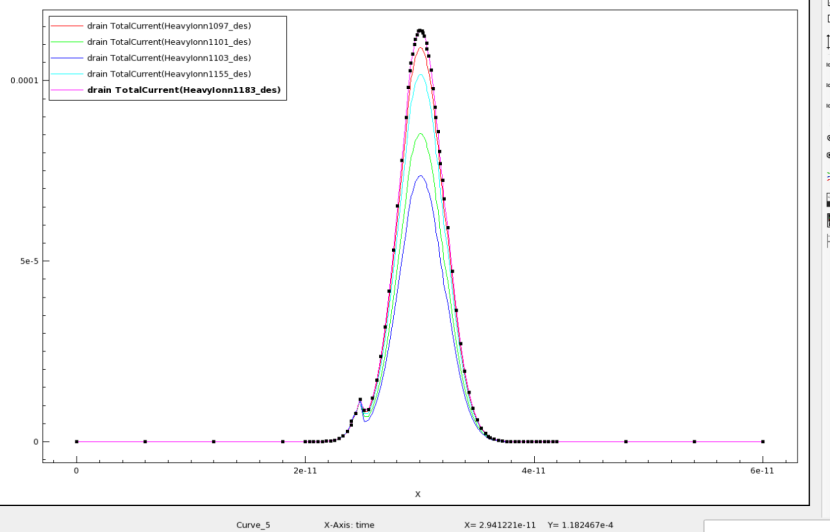 drain TotalCurrent(HeavyIonn1097_des)
drain TotalCurrent(HeavyIonn1101_des)
drain TotalCurrent(HeavyIonn1103_des)
drain TotalCurrent(HeavyIonn1155_des)
drain TotalCurrent(HeavyIonn1183_des)
0.0001
5e-5
0
0 2e-11 4e-11 6e-11
X
Curve_5 X-Axis: time X= 2.941221e-11 Y= 1.182467e-4